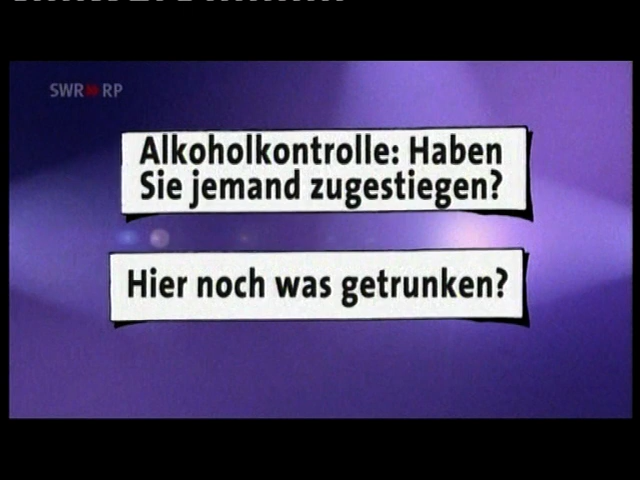 SWR RP
Alkoholkontrolle: Haben
Sie jemand zugestiegen?
Hier noch was getrunken?